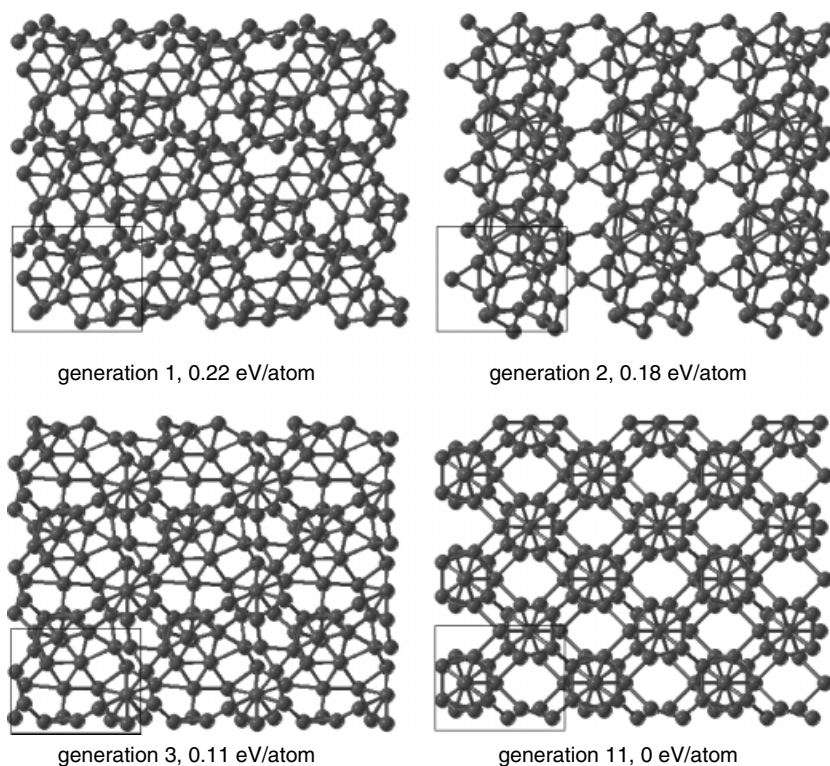 generation 1, 0.22 eV/atom
generation 2, 0.18 eV/atom
generation 3, 0.11 eV/atom
generation 11, 0 eV/atom